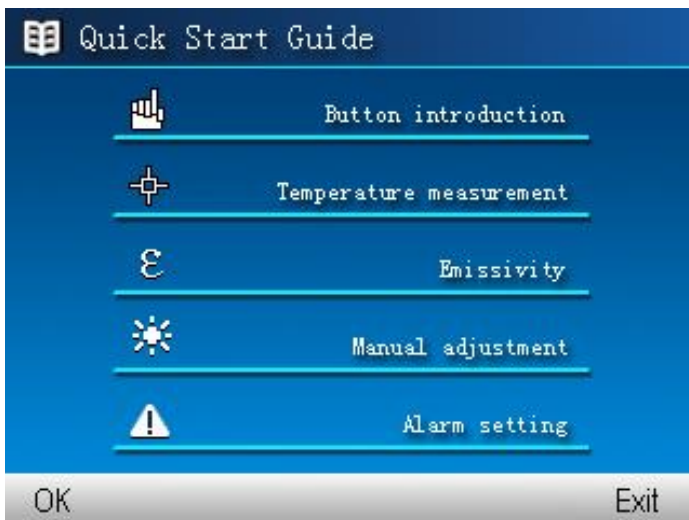 Quick Start Guide
Button introduction
Temperature measurement
ε Emissivity
Manual adjustment
Alarm setting
OK Exit